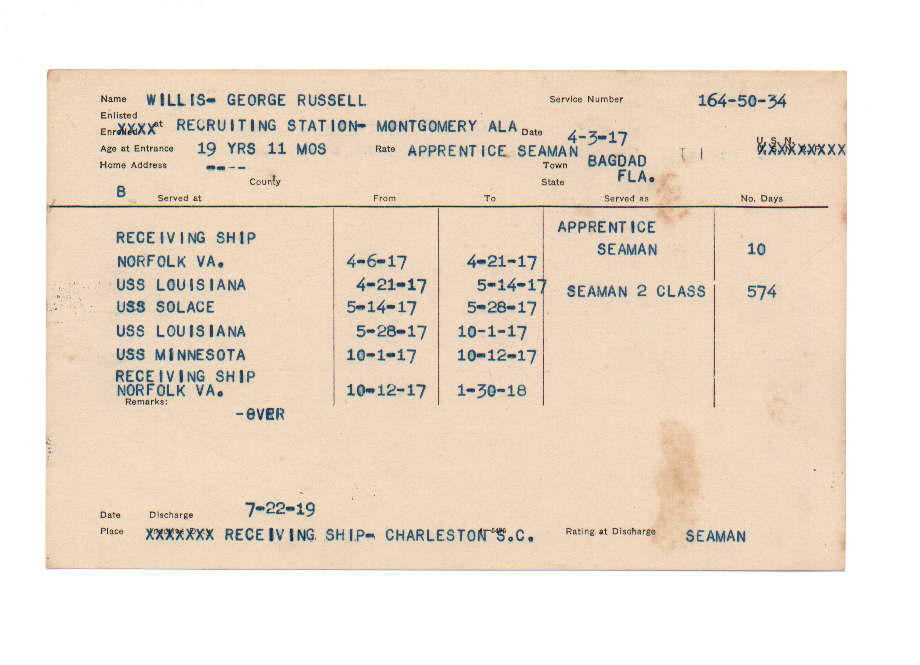 Name WILLIS- GEORGE RUSSELL Service Number 164-50-34
Enlisted
Enrolled XXXX at RECRUITING STATION- MONTGOMERY ALA Date 4-3-17
Age at Entrance 19 YRS 11 MOS Rate APPRENTICE SEAMAN U.S.N. XXXXXXXXX
Home Address ---- Town BAGDAD
County State FLA.
B Served at From To Served as No. Days
RECEIVING SHIP APPRENTICE
NORFOLK VA. 4-6-17 4-21-17 SEAMAN 10
USS LOUISIANA 4-21-17 5-14-17 SEAMAN 2 CLASS 574
USS SOLACE 5-14-17 5-28-17
USS LOUISIANA 5-28-17 10-1-17
USS MINNESOTA 10-1-17 10-12-17
RECEIVING SHIP
NORFOLK VA. 10-12-17 1-30-18
Remarks:
-OVER
Date Discharge 7-22-19
Place XXXXXXX RECEIVING SHIP- CHARLESTON S.C. Rating at Discharge SEAMAN